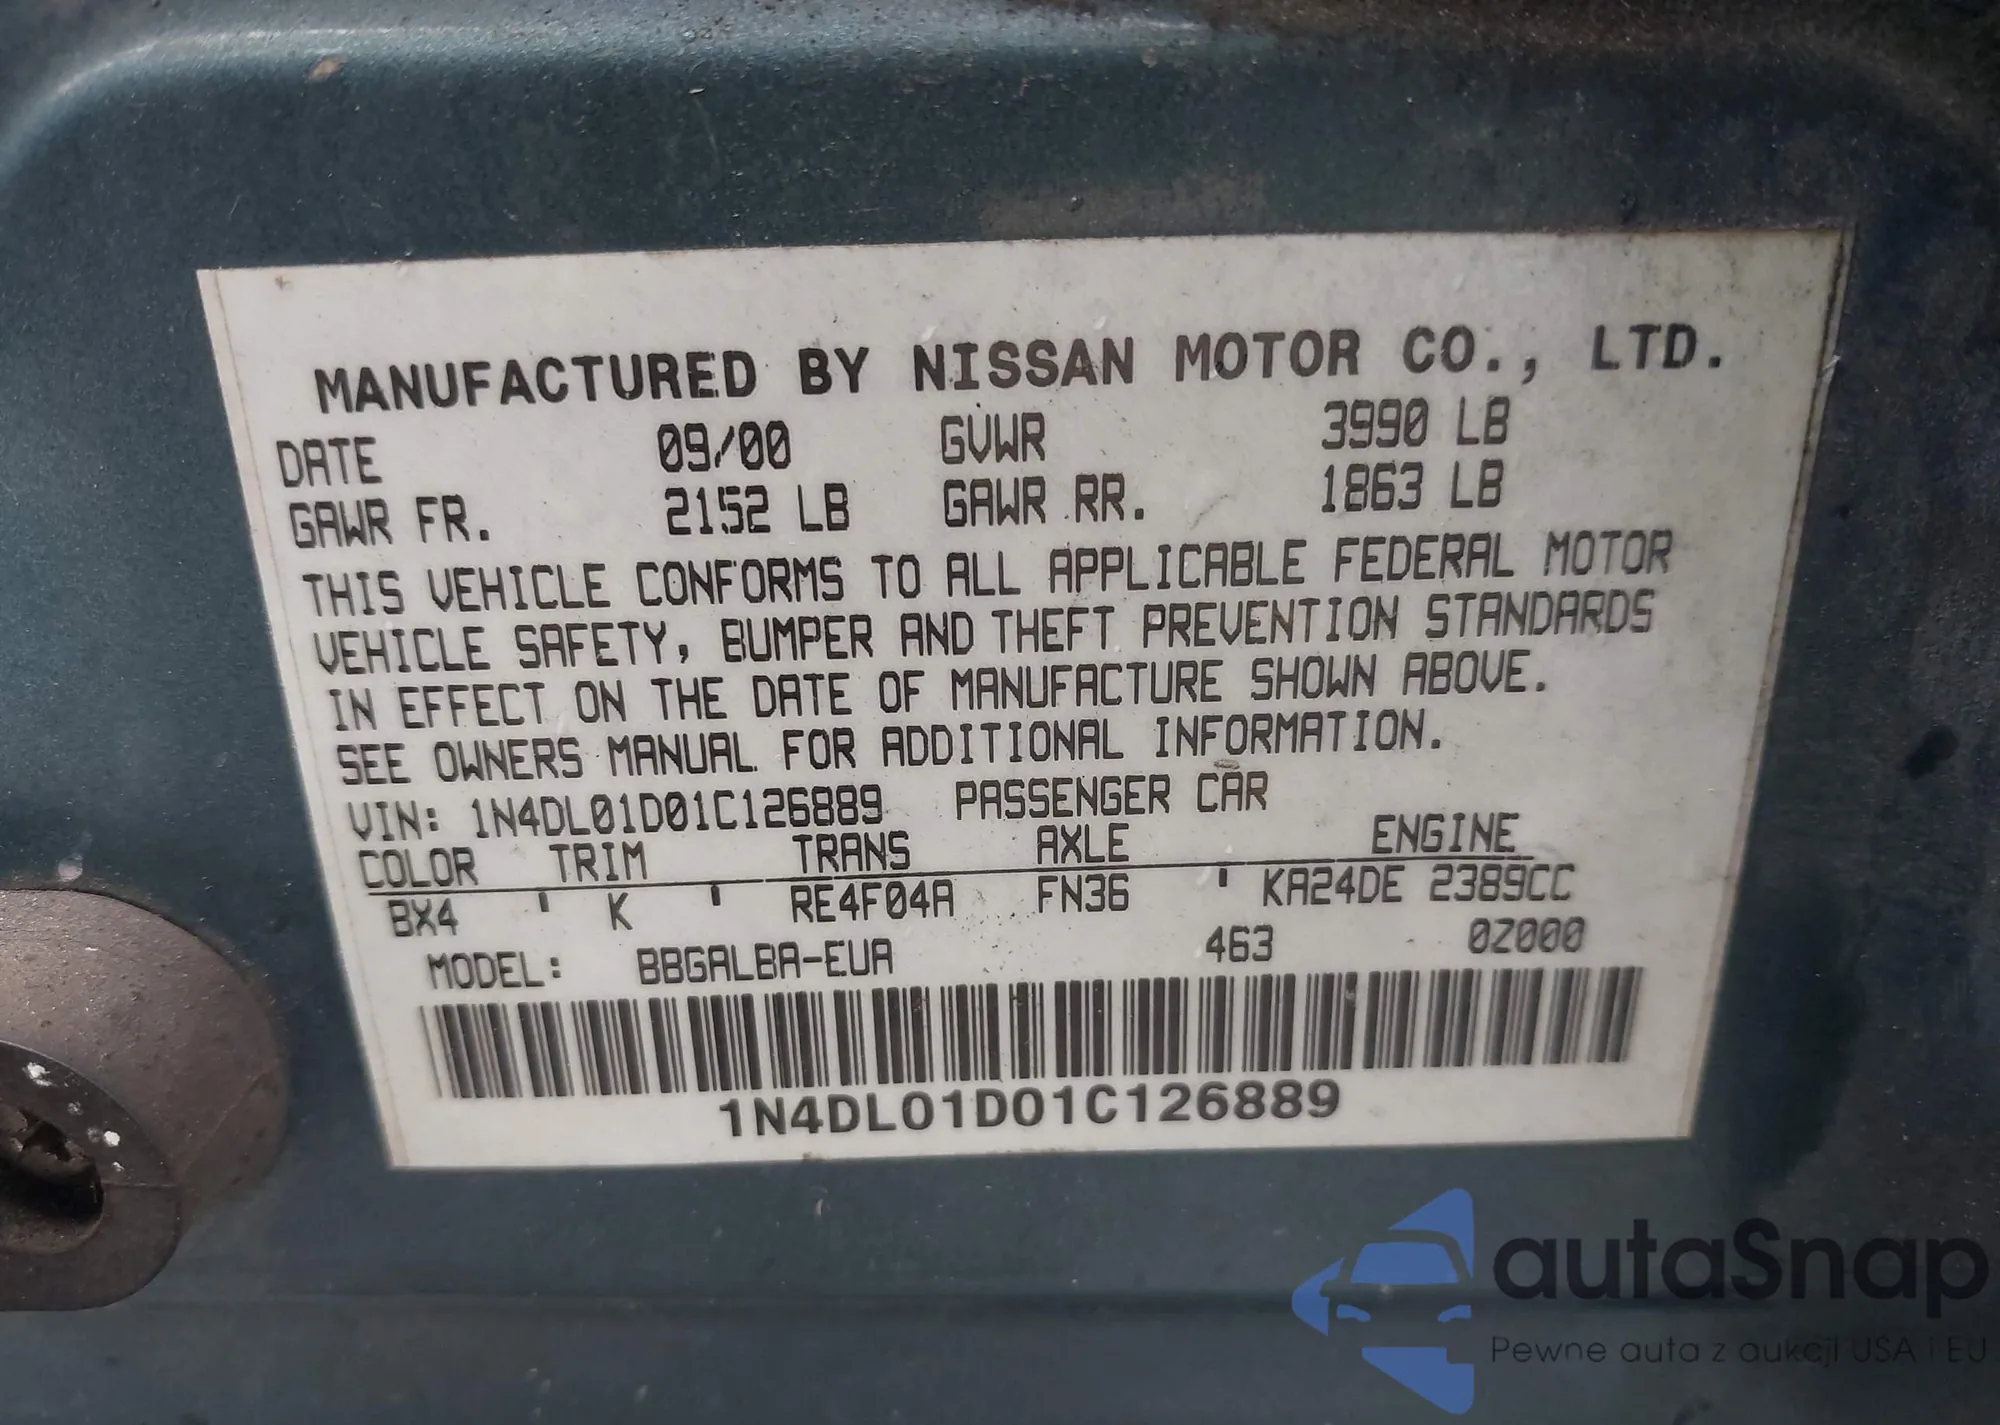 MANUFACTURED BY NISSAN MOTOR CO., LTD.
DATE 09/00 GVWR 3990 LB
GAWR FR. 2152 LB GAWR RR. 1863 LB
THIS VEHICLE CONFORMS TO ALL APPLICABLE FEDERAL MOTOR
VEHICLE SAFETY, BUMPER AND THEFT PREVENTION STANDARDS
IN EFFECT ON THE DATE OF MANUFACTURE SHOWN ABOVE.
SEE OWNERS MANUAL FOR ADDITIONAL INFORMATION.
VIN: 1N4DL01D01C126889 PASSENGER CAR
COLOR TRIM TRANS AXLE ENGINE
BX4 ' K ' RE4F04A FN36 ' KA24DE 2389CC
MODEL: BBGALBA-EUA 463 0Z000
1N4DL01D01C126889
autaSnap
Pewne auta z aukcji USA i EU